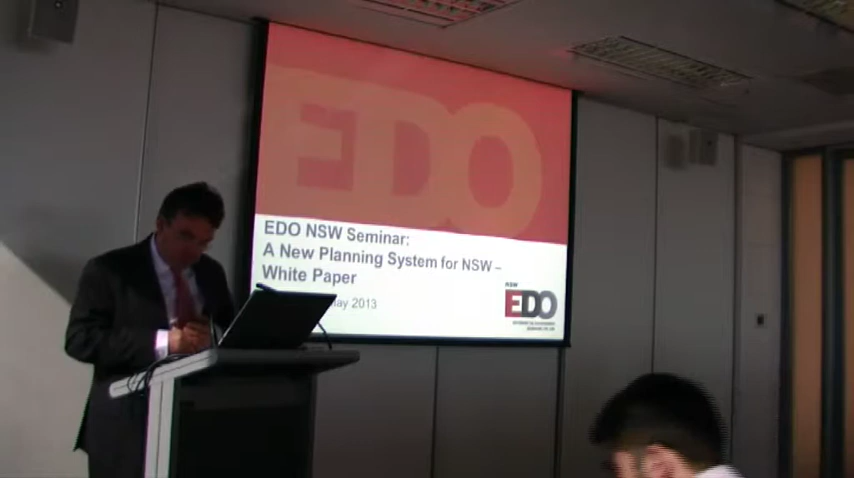 EDO
EDO NSW Seminar:
A New Planning System for NSW –
White Paper
May 2013
NSW
EDO